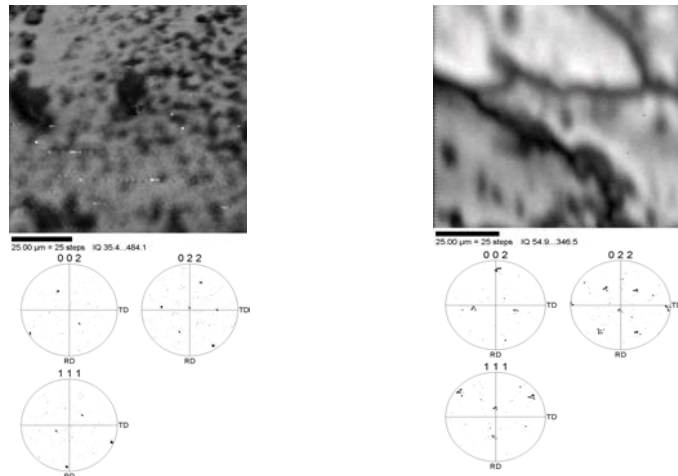 25.00 µm = 25 steps IQ 35.4...484.1
0 0 2
TD
RD
0 2 2
TD
RD
1 1 1
TD
RD
25.00 µm = 25 steps IQ 54.9...346.5
0 0 2
TD
RD
0 2 2
RD
1 1 1
TD
RD